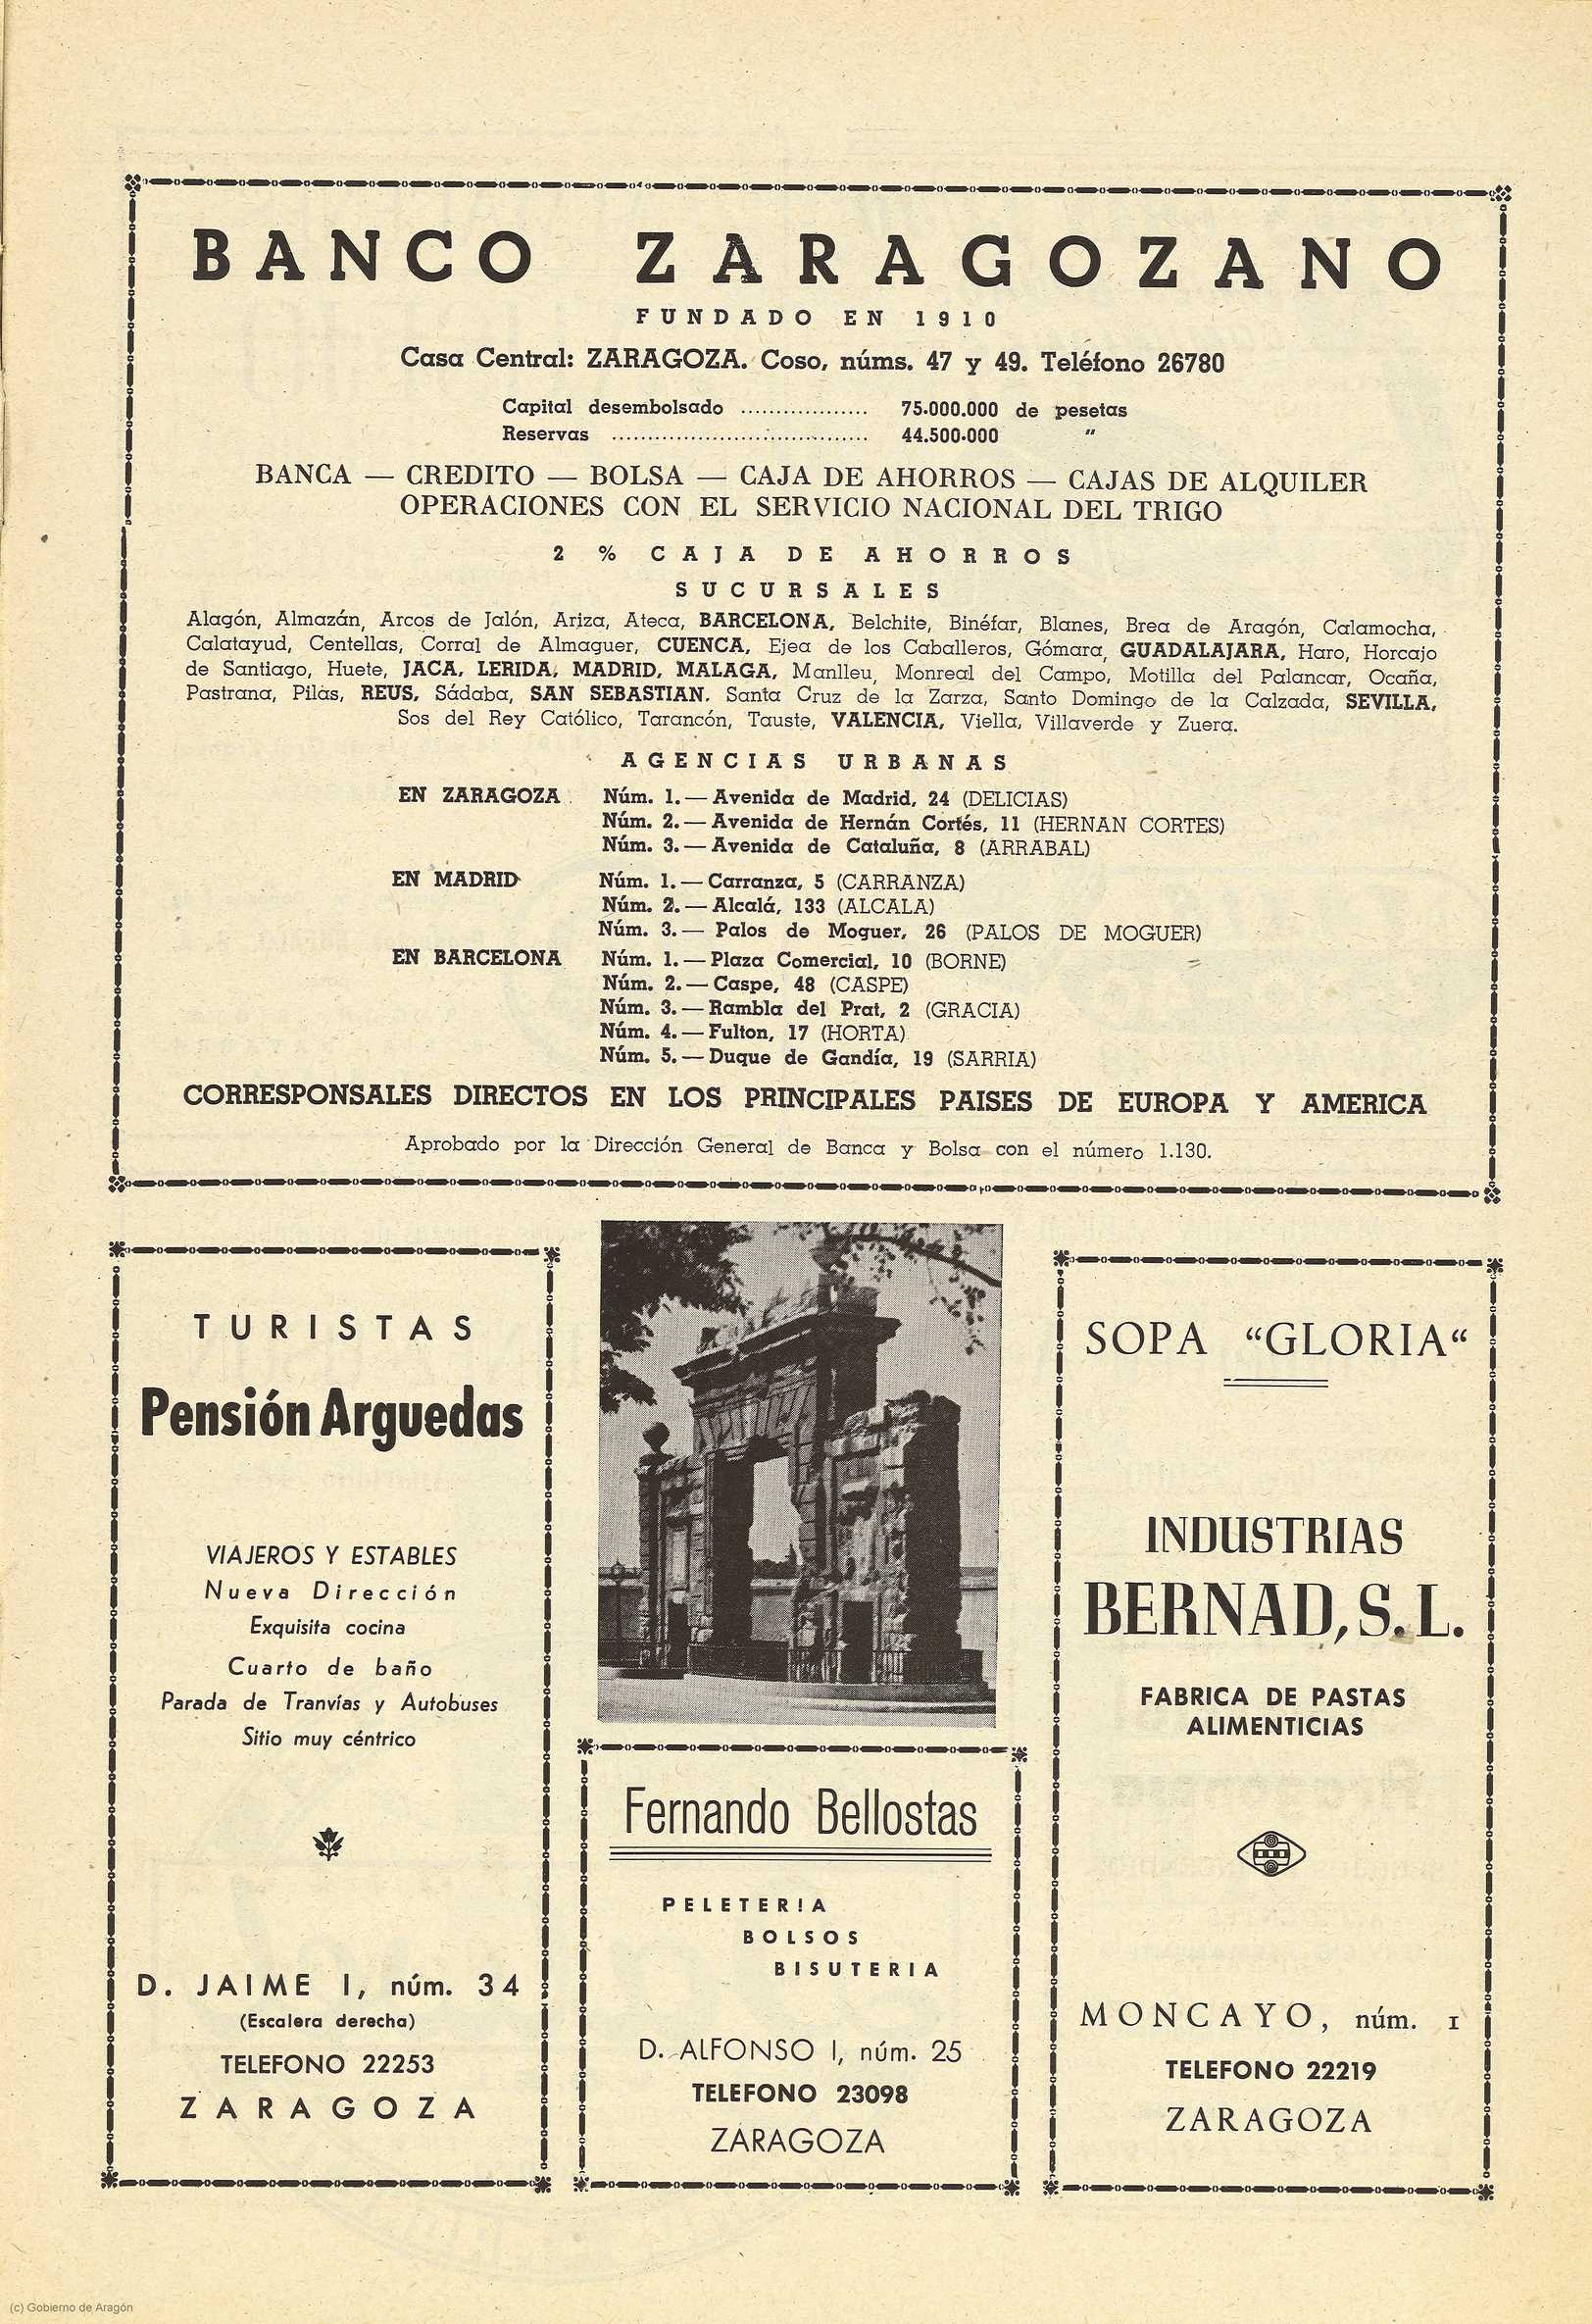 BANCO ZARAGOZANO
FUNDADO EN 1910
Casa Central: ZARAGOZA. Coso, núms. 47 y 49. Teléfono 26780
Capital desembolsado .................. 75.000.000 de pesetas
Reservas .................................... 44.500.000 "
BANCA — CREDITO — BOLSA — CAJA DE AHORROS — CAJAS DE ALQUILER
OPERACIONES CON EL SERVICIO NACIONAL DEL TRIGO
2 % CAJA DE AHORROS
SUCURSALES
Alagón, Almazán, Arcos de Jalón, Ariza, Ateca, BARCELONA, Belchite, Binéfar, Blanes, Brea de Aragón, Calamocha,
Calatayud, Centellas, Corral de Almaguer, CUENCA, Ejea de los Caballeros, Gómara, GUADALAJARA, Haro, Horcajo
de Santiago, Huete, JACA, LERIDA, MADRID, MALAGA, Manlleu, Monreal del Campo, Motilla del Palancar, Ocaña,
Pastrana, Pilas, REUS, Sádaba, SAN SEBASTIAN. Santa Cruz de la Zarza, Santo Domingo de la Calzada, SEVILLA,
Sos del Rey Católico, Tarancón, Tauste, VALENCIA, Viella, Villaverde y Zuera.
AGENCIAS URBANAS
EN ZARAGOZA Núm. 1.—Avenida de Madrid, 24 (DELICIAS)
Núm. 2.—Avenida de Hernán Cortés, 11 (HERNAN CORTES)
Núm. 3.—Avenida de Cataluña, 8 (ARRABAL)
EN MADRID Núm. 1.—Carranza, 5 (CARRANZA)
Núm. 2.—Alcalá, 133 (ALCALA)
Núm. 3.— Palos de Moguer, 26 (PALOS DE MOGUER)
EN BARCELONA Núm. 1.—Plaza Comercial, 10 (BORNE)
Núm. 2.—Caspe, 48 (CASPE)
Núm. 3.—Rambla del Prat, 2 (GRACIA)
Núm. 4.—Fulton, 17 (HORTA)
Núm. 5.—Duque de Gandía, 19 (SARRIA)
CORRESPONSALES DIRECTOS EN LOS PRINCIPALES PAISES DE EUROPA Y AMERICA
Aprobado por la Dirección General de Banca y Bolsa con el número 1.130.
TURISTAS
Pensión Arguedas
VIAJEROS Y ESTABLES
Nueva Dirección
Exquisita cocina
Cuarto de baño
Parada de Tranvías y Autobuses
Sitio muy céntrico
D. JAIME I, núm. 34
(Escalera derecha)
TELEFONO 22253
ZARAGOZA
Fernando Bellostas
PELETERIA
BOLSOS
BISUTERIA
D. ALFONSO I, núm. 25
TELEFONO 23098
ZARAGOZA
SOPA “GLORIA“
INDUSTRIAS
BERNAD, S. L.
FABRICA DE PASTAS
ALIMENTICIAS
MONCAYO, núm. 1
TELEFONO 22219
ZARAGOZA
(c) Gobierno de Aragón